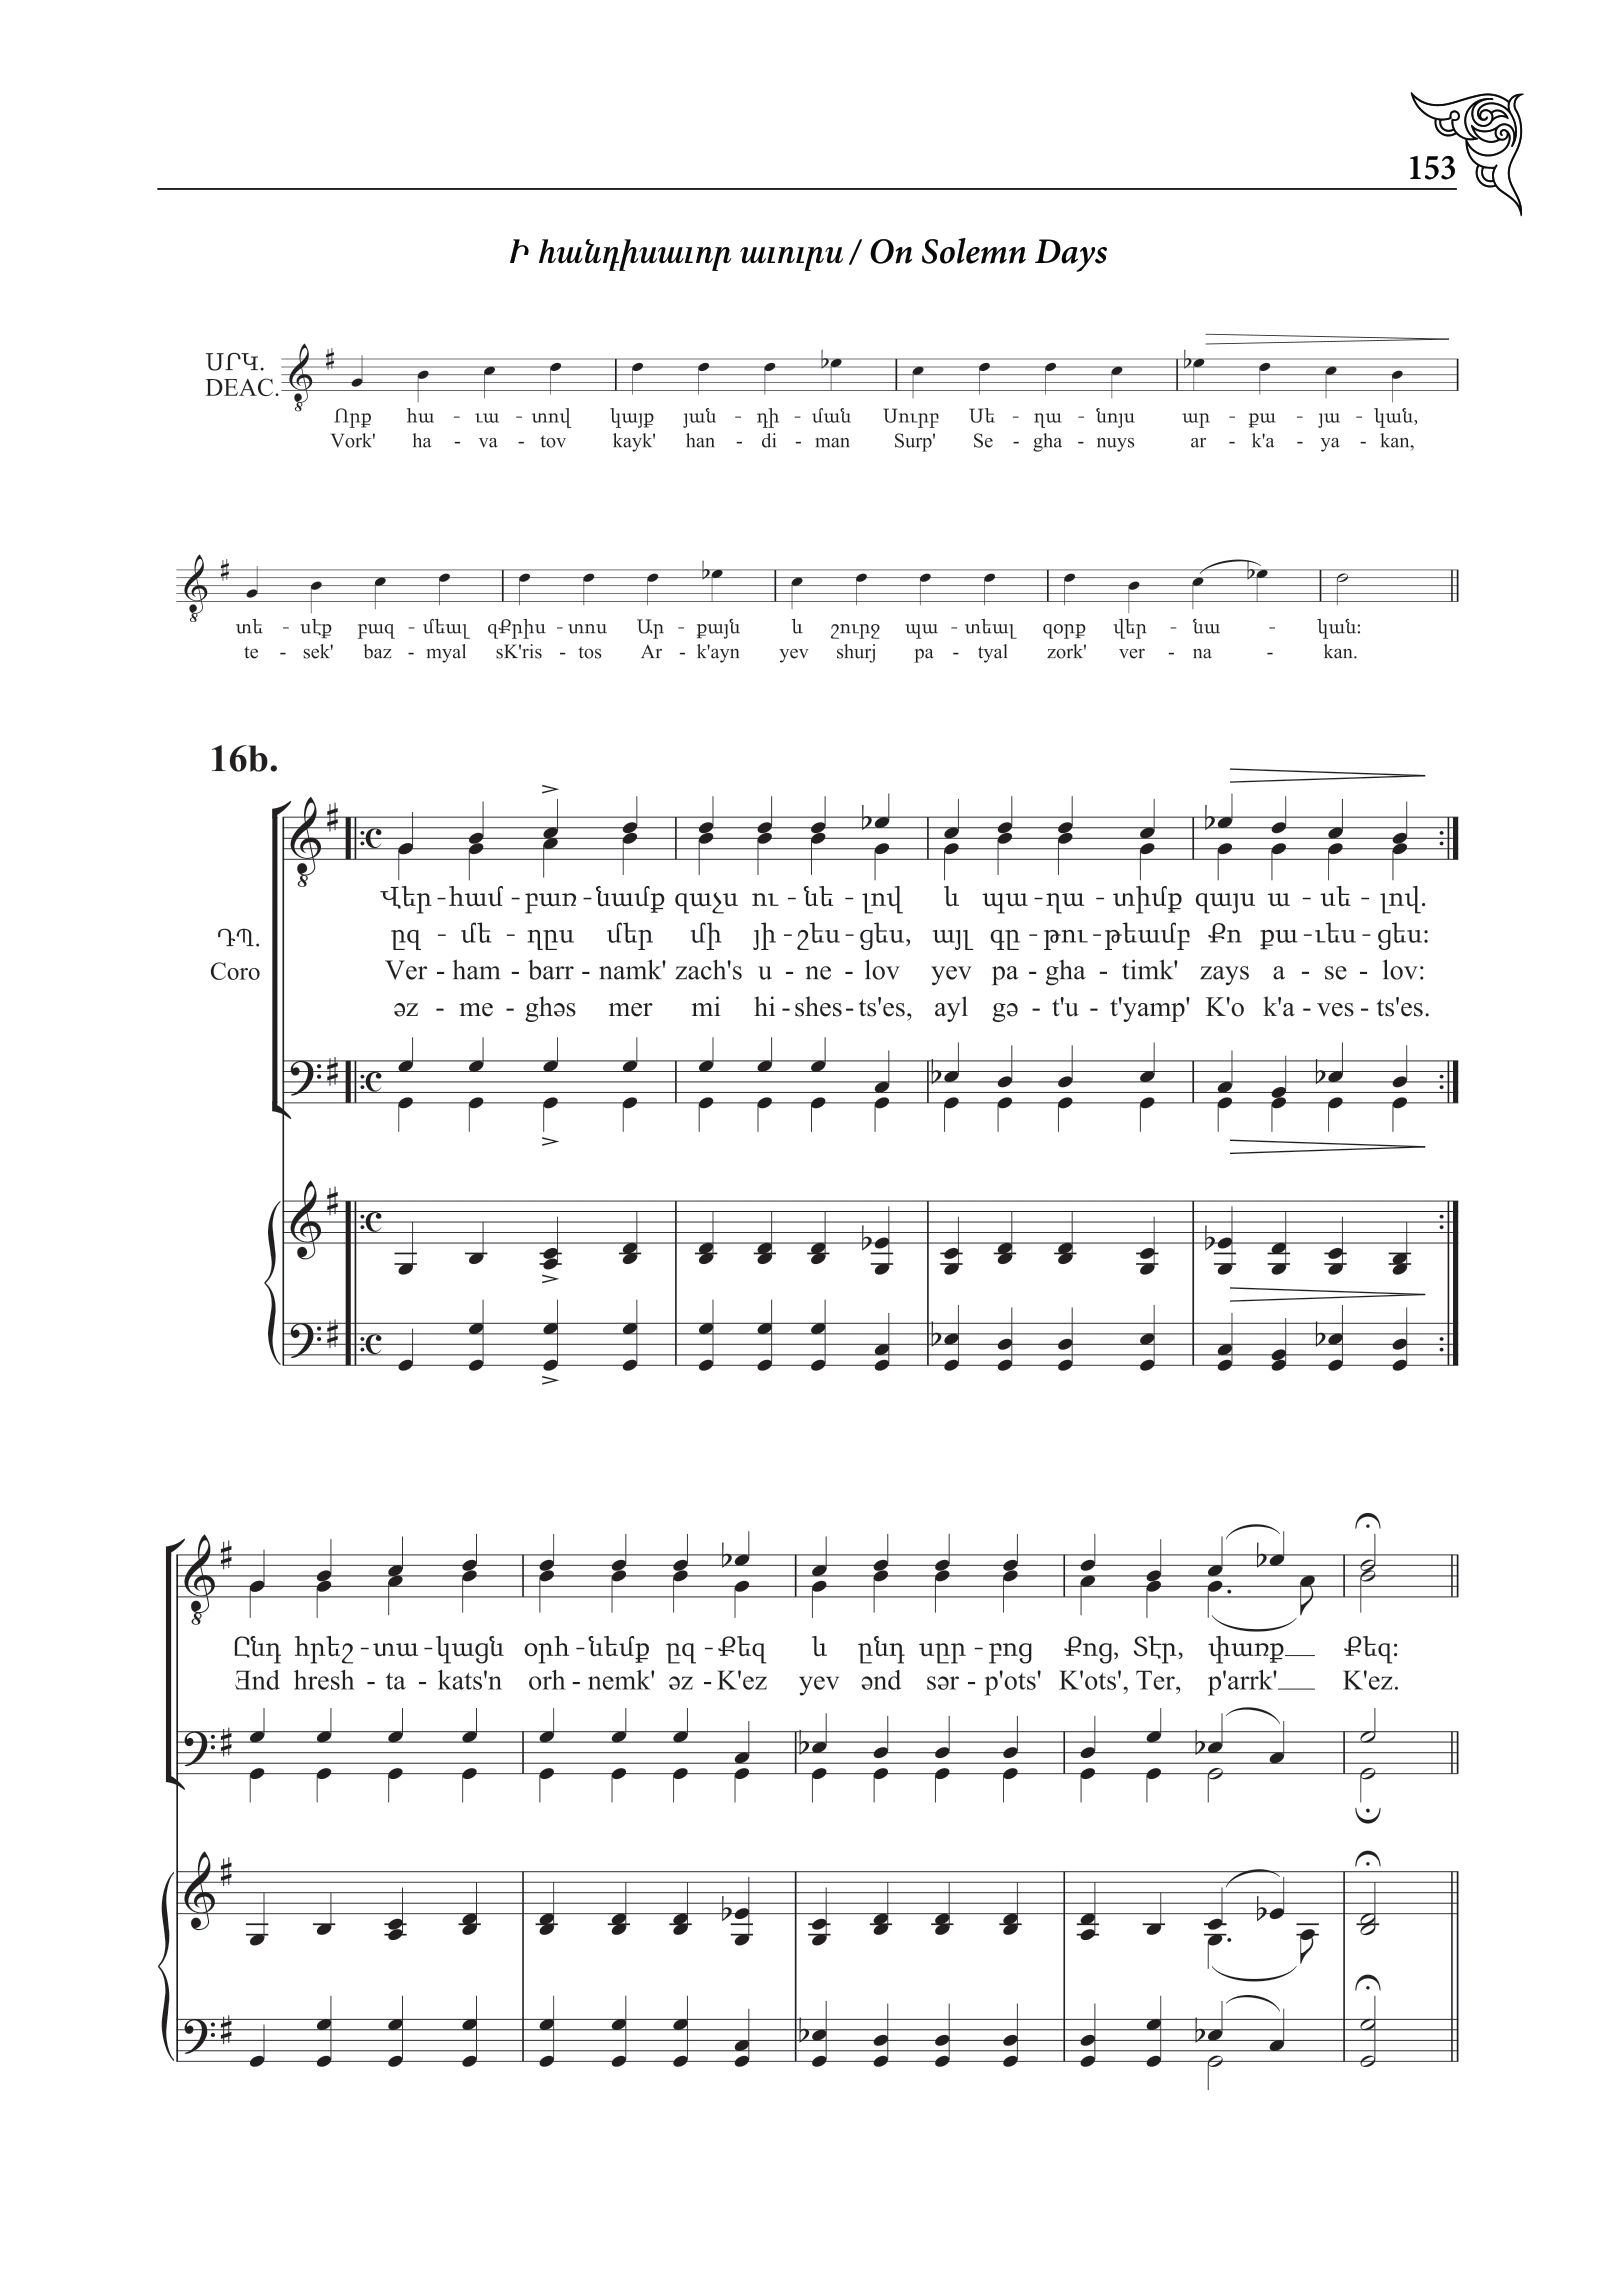 153
Ի հանդիսաւոր աւուրս / On Solemn Days
ՍՐԿ.
DEAC.
Որք հա - ւա - տով կայք յան - դի - ման Սուրբ Սե - ղա - նոյս ար - քա - յա - կան,
Vork' ha - va - tov kayk' han - di - man Surp' Se - gha - nuys ar - k'a - ya - kan,
տե - սէք բազ - մեալ զՔրիս - տոս Ար - քայն և շուրջ պա - տեալ զօրք վեր - նա - կան։
te - sek' baz - myal sK'ris - tos Ar - k'ayn yev shurj pa - tyal zork' ver - na - kan.
16b.
Վեր - համ - բառ - նամք զաչս ու - նե - լով և պա - ղա - տիմք զայս ա - սե - լով.
ԴՊ. ըզ - մե - ղըս մեր մի յի - շես - ցես, այլ գը - թու - թեամբ Քո քա - ւես - ցես։
Coro Ver - ham - barr - namk' zach's u - ne - lov yev pa - gha - timk' zays a - se - lov:
əz - me - ghəs mer mi hi - shes - ts'es, ayl gə - t'u - t'yamp' K'o k'a - ves - ts'es.
Ընդ հրեշ - տա - կացն օրհ - նեմք ըզ - Քեզ և ընդ սըր - բոց Քոց, Տէր, փառք Քեզ։
Ənd hresh - ta - kats'n orh - nemk' əz - K'ez yev ənd sər - p'ots' K'ots', Ter, p'arrk' K'ez.